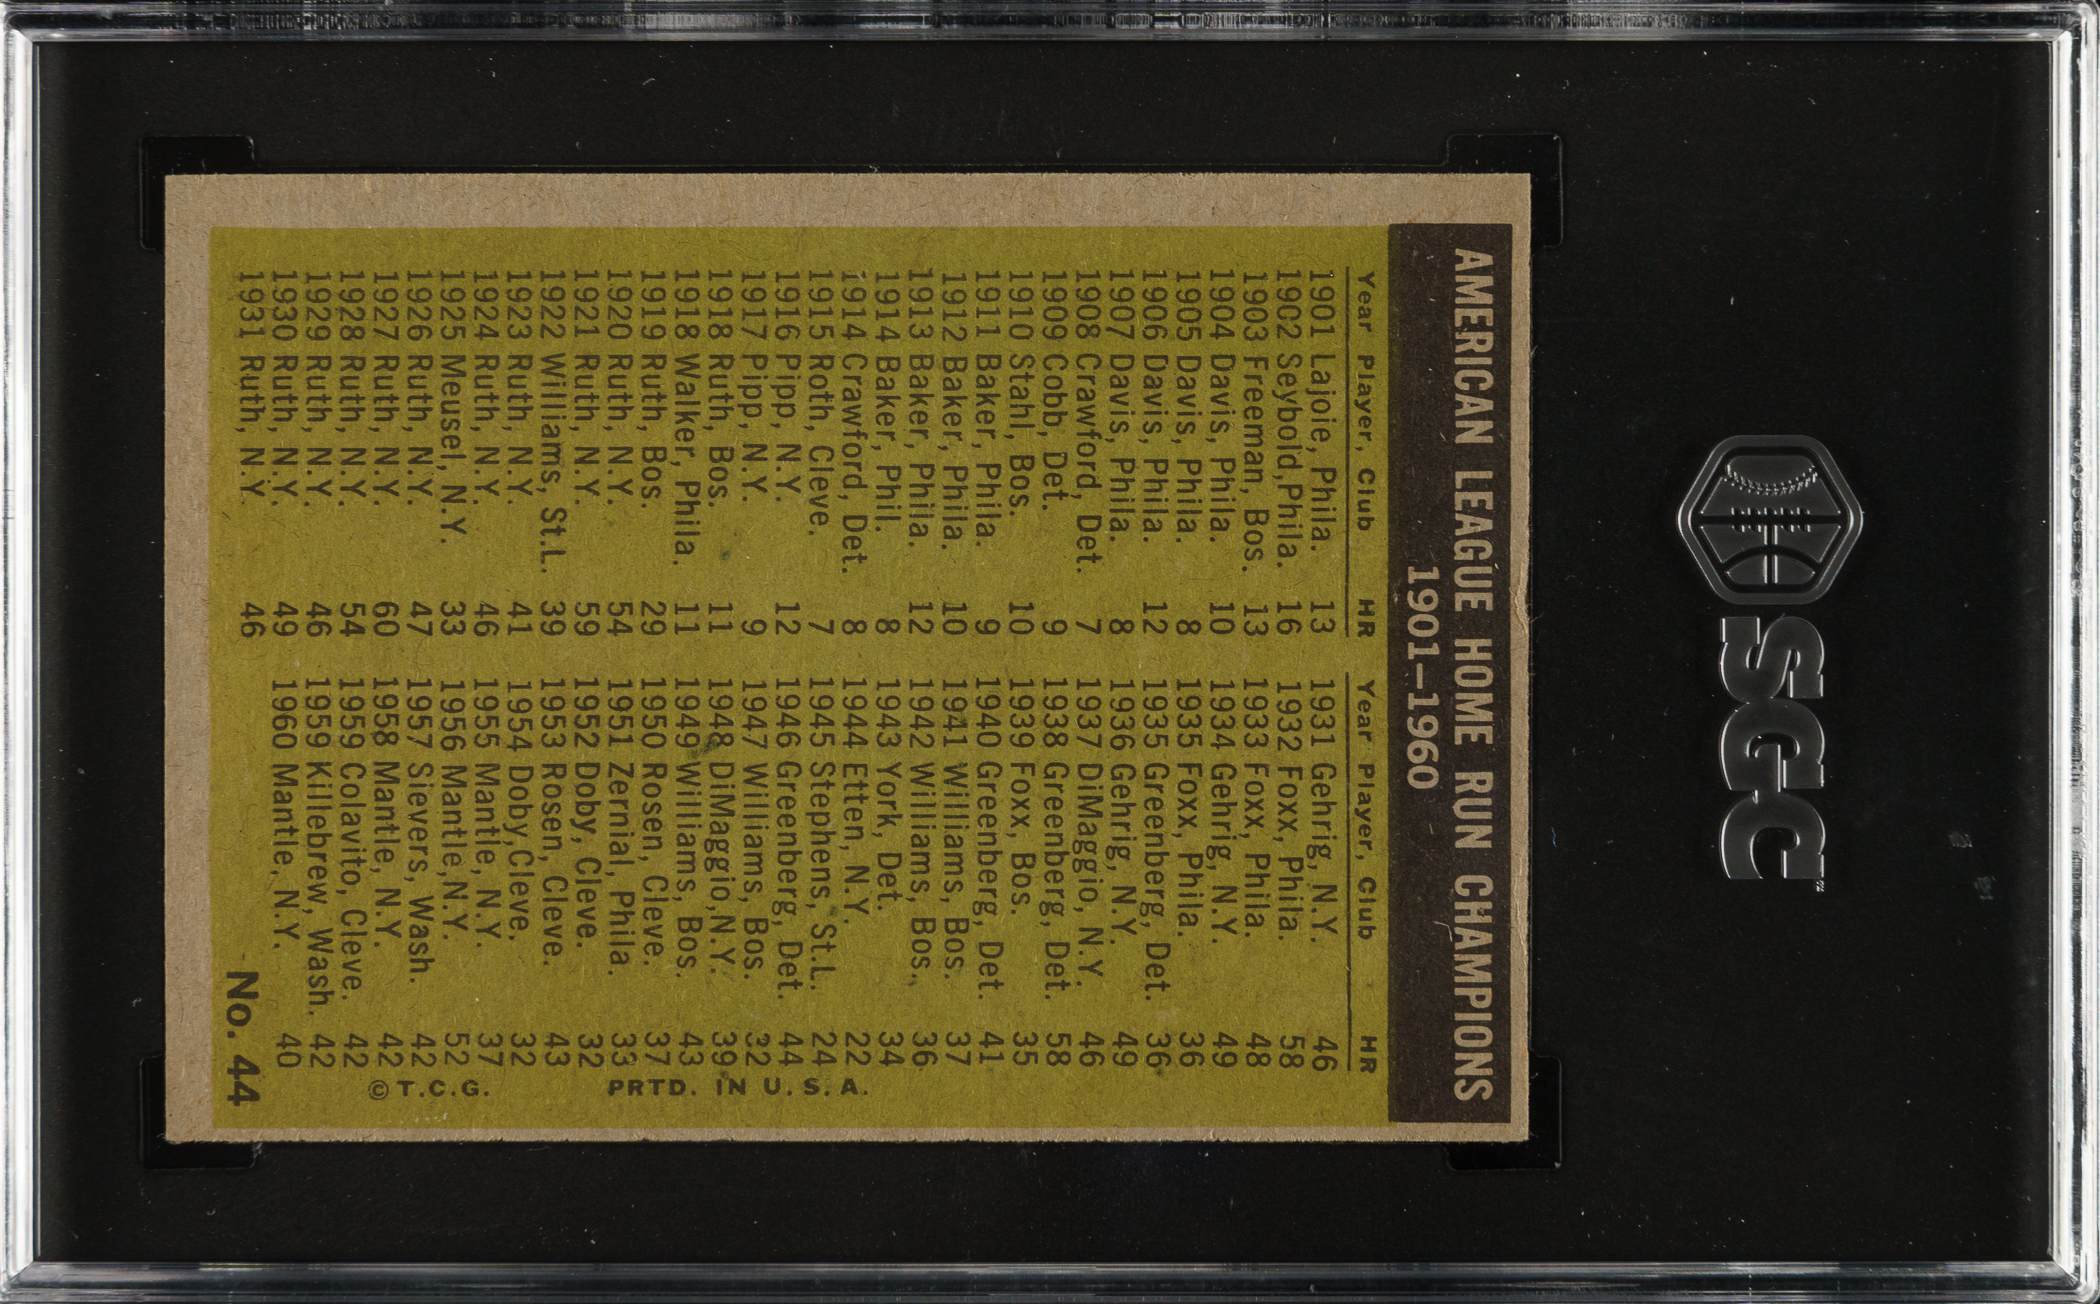 AMERICAN LEAGUE HOME RUN CHAMPIONS
1901—1960
Year Player, Club HR
1901 Lajoie, Phila. 13
1902 Seybold, Phila. 16
1903 Freeman, Bos. 13
1904 Davis, Phila. 10
1905 Davis, Phila. 8
1906 Davis, Phila. 12
1907 Davis, Phila. 8
1908 Crawford, Det. 7
1909 Cobb, Det. 9
1910 Stahl, Bos. 10
1911 Baker, Phila. 9
1912 Baker, Phila. 10
1913 Baker, Phila. 12
1914 Baker, Phil. 8
1914 Crawford, Det. 8
1915 Roth, Cleve. 7
1916 Pipp, N.Y. 12
1917 Pipp, N.Y. 9
1918 Ruth, Bos. 11
1918 Walker, Phila. 11
1919 Ruth, Bos. 29
1920 Ruth, N.Y. 54
1921 Ruth, N.Y. 59
1922 Williams, St.L. 39
1923 Ruth, N.Y. 41
1924 Ruth, N.Y. 46
1925 Meusel, N.Y. 33
1926 Ruth, N.Y. 47
1927 Ruth, N.Y. 60
1928 Ruth, N.Y. 54
1929 Ruth, N.Y. 46
1930 Ruth, N.Y. 49
1931 Ruth, N.Y. 46
Year Player, Club HR
1931 Gehrig, N.Y. 46
1932 Foxx, Phila. 58
1933 Foxx, Phila. 48
1934 Gehrig, N.Y. 49
1935 Foxx, Phila. 36
1935 Greenberg, Det. 36
1936 Gehrig, N.Y. 49
1937 DiMaggio, N.Y. 46
1938 Greenberg, Det. 58
1939 Foxx, Bos. 35
1940 Greenberg, Det. 41
1941 Williams, Bos. 37
1942 Williams, Bos. 36
1943 York, Det. 34
1944 Etten, N.Y. 22
1945 Stephens, St.L. 24
1946 Greenberg, Det. 44
1947 Williams, Bos. 32
1948 DiMaggio, N.Y. 39
1949 Williams, Bos. 43
1950 Rosen, Cleve. 37
1951 Zernial, Phila. 33
1952 Doby, Cleve. 32
1953 Rosen, Cleve. 43
1954 Doby, Cleve. 32
1955 Mantle, N.Y. 37
1956 Mantle, N.Y. 52
1957 Sievers, Wash. 42
1958 Mantle, N.Y. 42
1959 Colavito, Cleve. 42
1959 Killebrew, Wash. 42
1960 Mantle, N.Y. 40
No. 44
©T.C.G. PRTD. IN U.S.A.
SGC